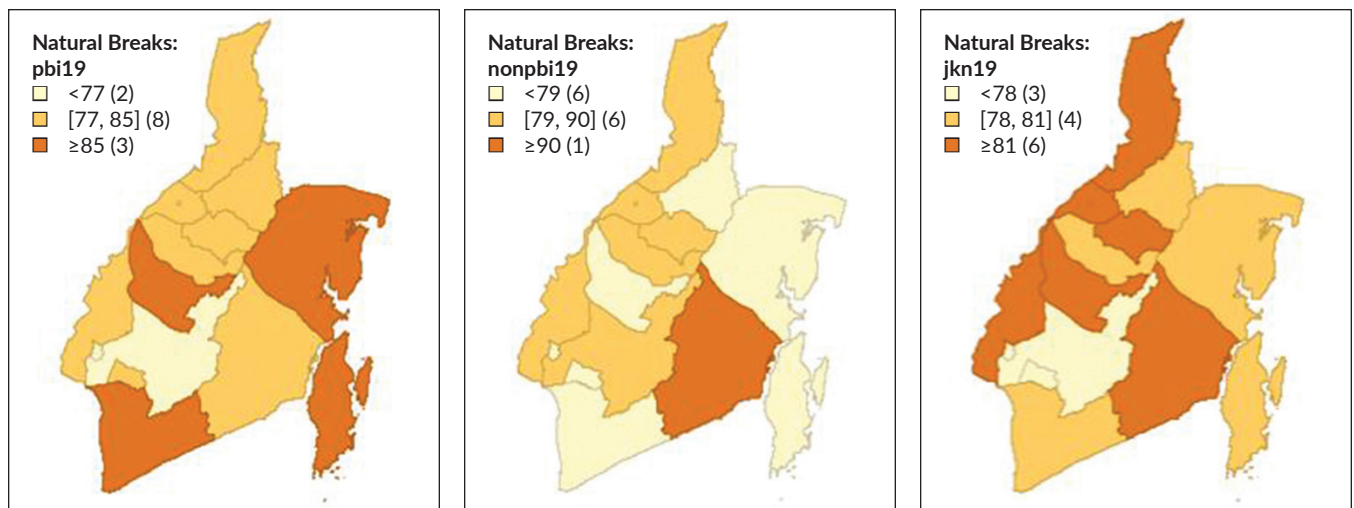 Natural Breaks:
pbi19
<77 (2)
[77, 85] (8)
≥85 (3)
Natural Breaks:
nonpbi19
<79 (6)
[79, 90] (6)
≥90 (1)
Natural Breaks:
jkn19
<78 (3)
[78, 81] (4)
≥81 (6)